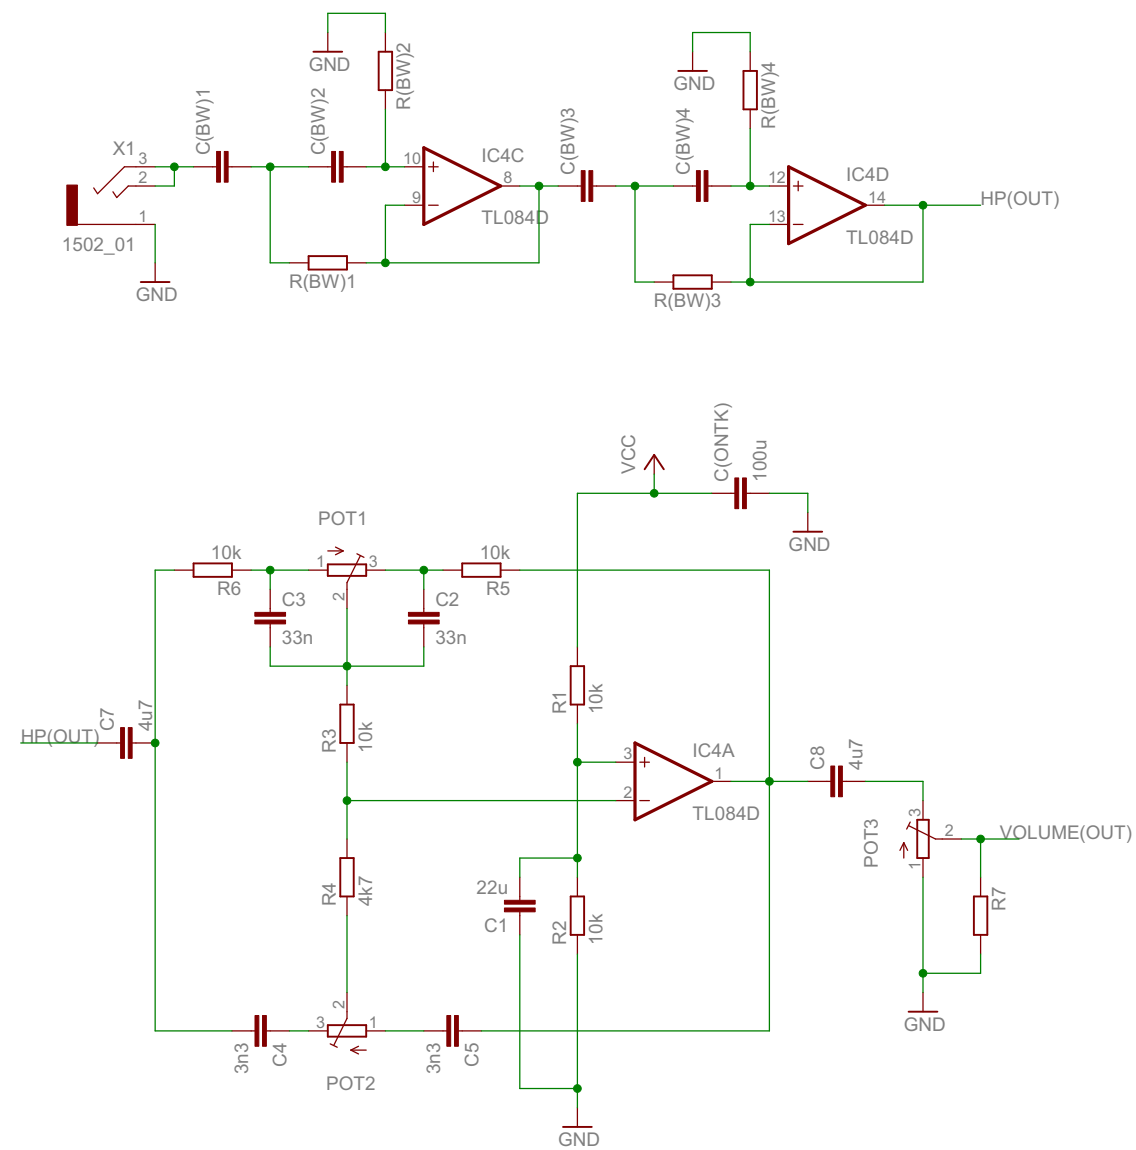 GND
R(BW)2
C(BW)1
C(BW)2
X1
3
2
1
1502_01
GND
10
9
8
IC4C
TL084D
R(BW)1
C(BW)3
GND
R(BW)4
C(BW)4
12
13
14
IC4D
TL084D
R(BW)3
HP(OUT)
VCC
C(ONTK)
100u
GND
POT1
10k
R6
1
3
2
10k
R5
C3
33n
C2
33n
R1
10k
HP(OUT)
C7
4u7
R3
10k
3
2
1
IC4A
TL084D
C8
4u7
POT3
3
2
1
VOLUME(OUT)
R7
GND
R4
4k7
22u
C1
R2
10k
3n3
C4
3
2
1
POT2
3n3
C5
GND